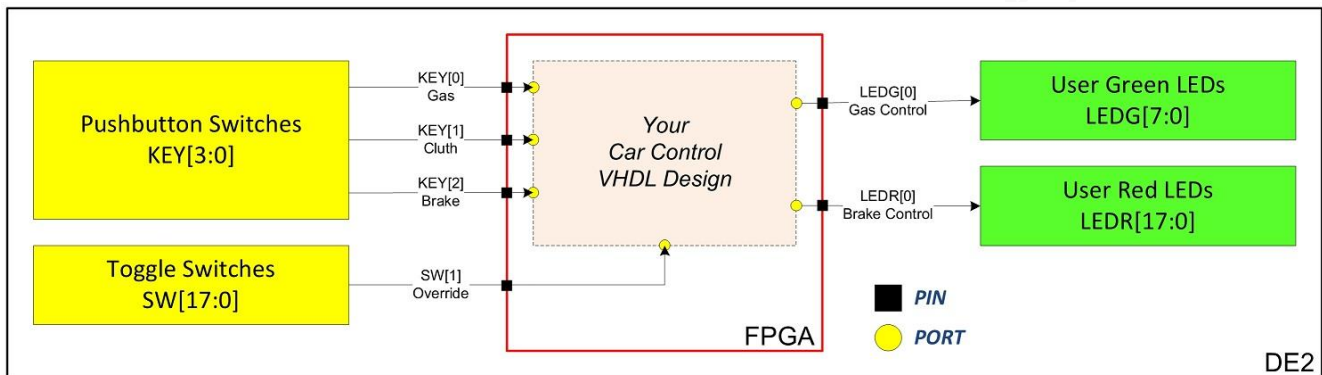 Pushbutton Switches
KEY[3:0]
Toggle Switches
SW[17:0]
KEY[0]
Gas
KEY[1]
Cluth
KEY[2]
Brake
SW[1]
Override
Your
Car Control
VHDL Design
FPGA
LEDG[0]
Gas Control
LEDR[0]
Brake Control
User Green LEDs
LEDG[7:0]
User Red LEDs
LEDR[17:0]
PIN
PORT
DE2